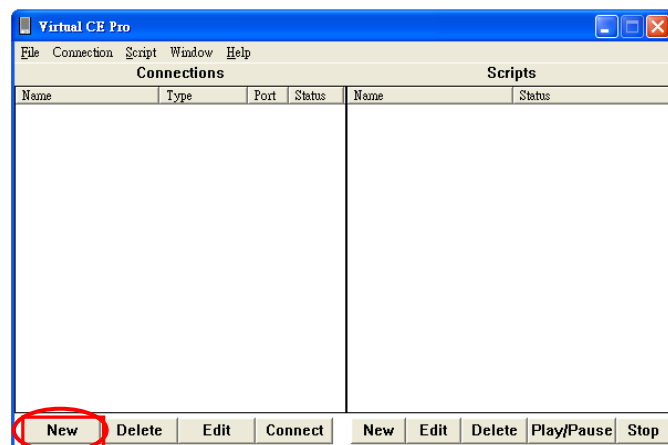 Virtual CE Pro
File Connection Script Window Help
Connections Scripts
Name Type Port Status Name Status
New Delete Edit Connect New Edit Delete Play/Pause Stop